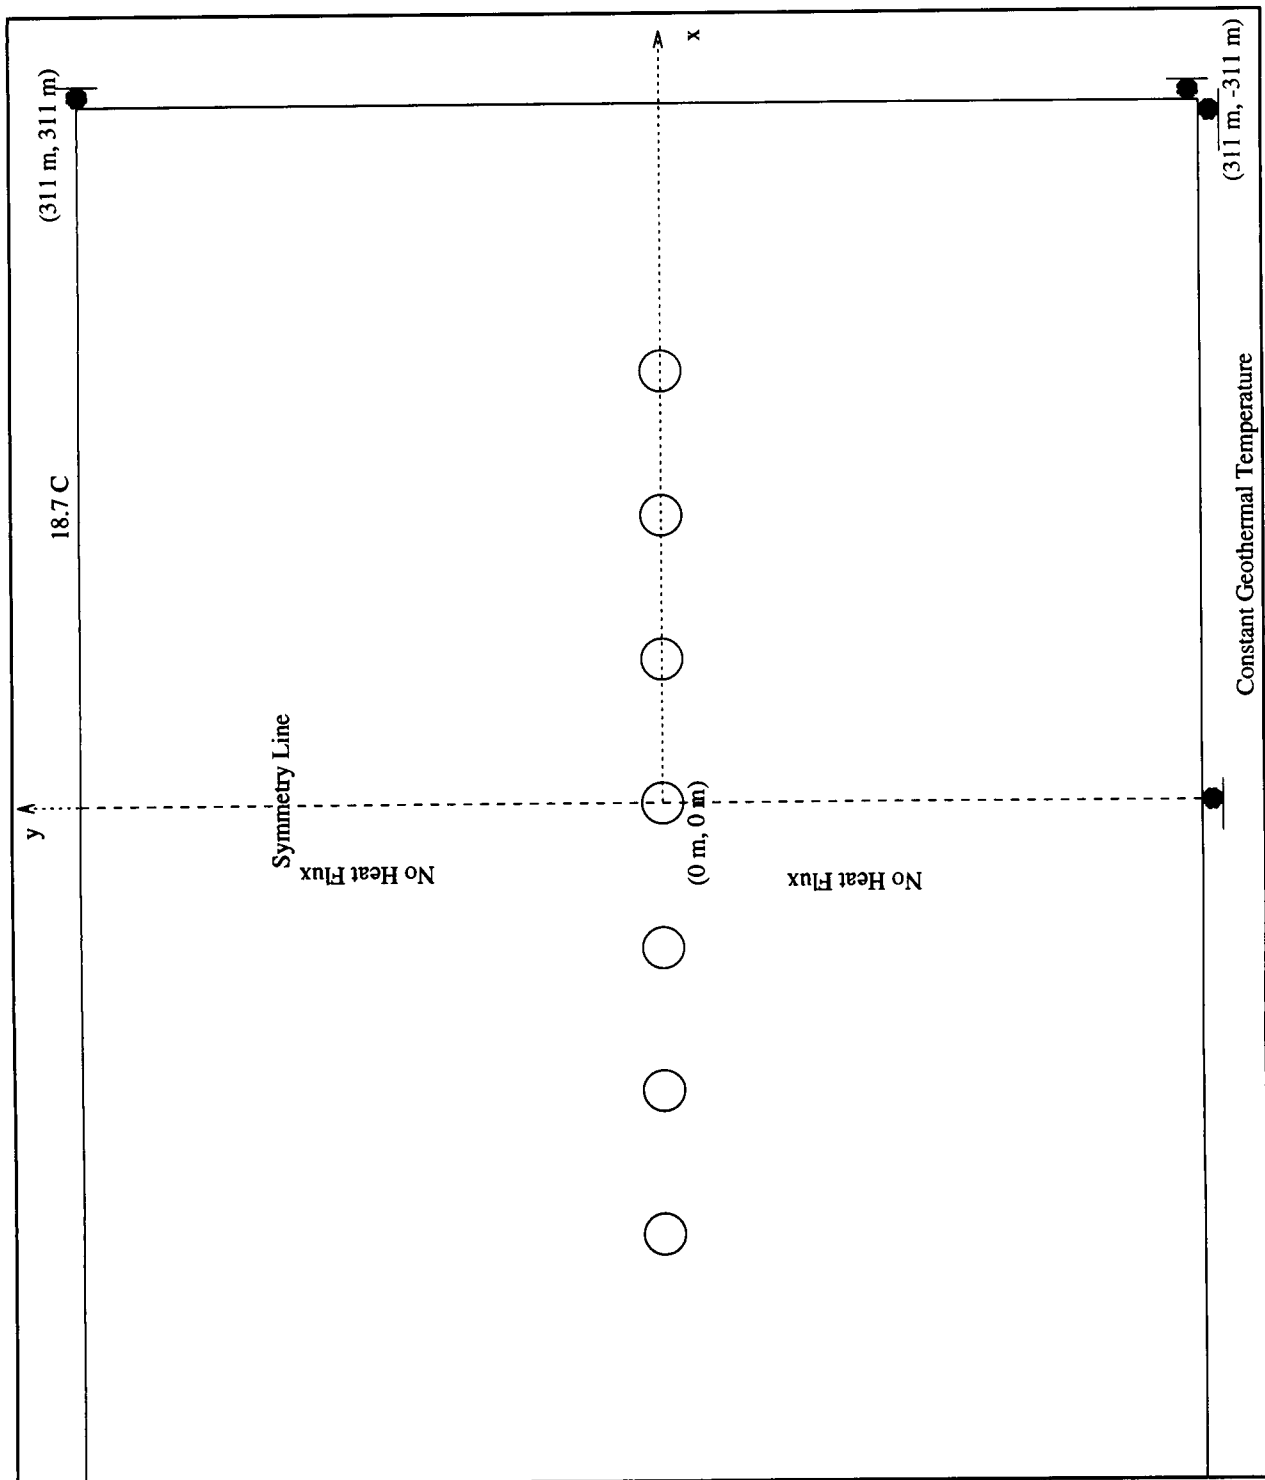 x
(311 m, 311 m)
(311 m, -311 m)
18.7 C
Constant Geothermal Temperature
Symmetry Line
y
(0 m, 0 m)
No Heat Flux
No Heat Flux